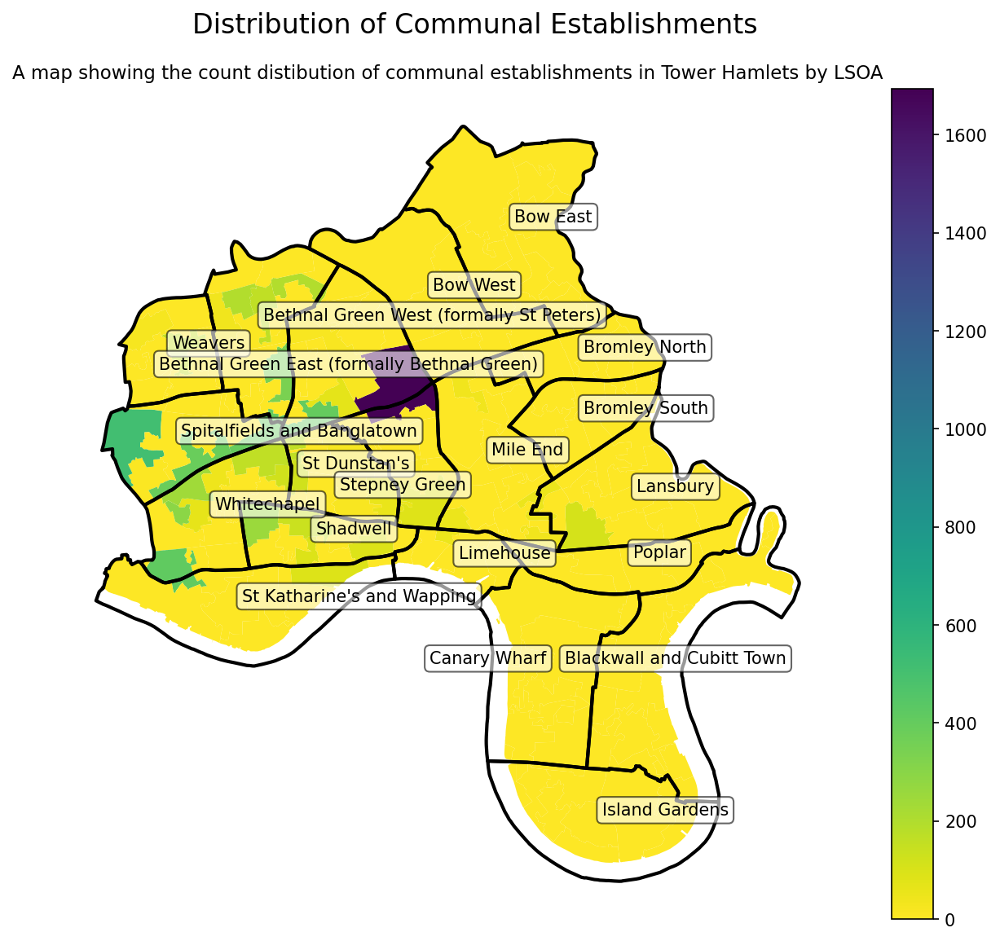 Distribution of Communal Establishments
A map showing the count distibution of communal establishments in Tower Hamlets by LSOA
1600
1400
1200
1000
800
600
400
200
0
Bow East
Bow West
Bethnal Green West (formally St Peters)
Weavers
Bromley North
Bethnal Green East (formally Bethnal Green)
Bromley South
Spitalfields and Banglatown
Mile End
St Dunstan's
Stepney Green
Lansbury
Whitechapel
Shadwell
Limehouse
Poplar
St Katharine's and Wapping
Canary Wharf
Blackwall and Cubitt Town
Island Gardens